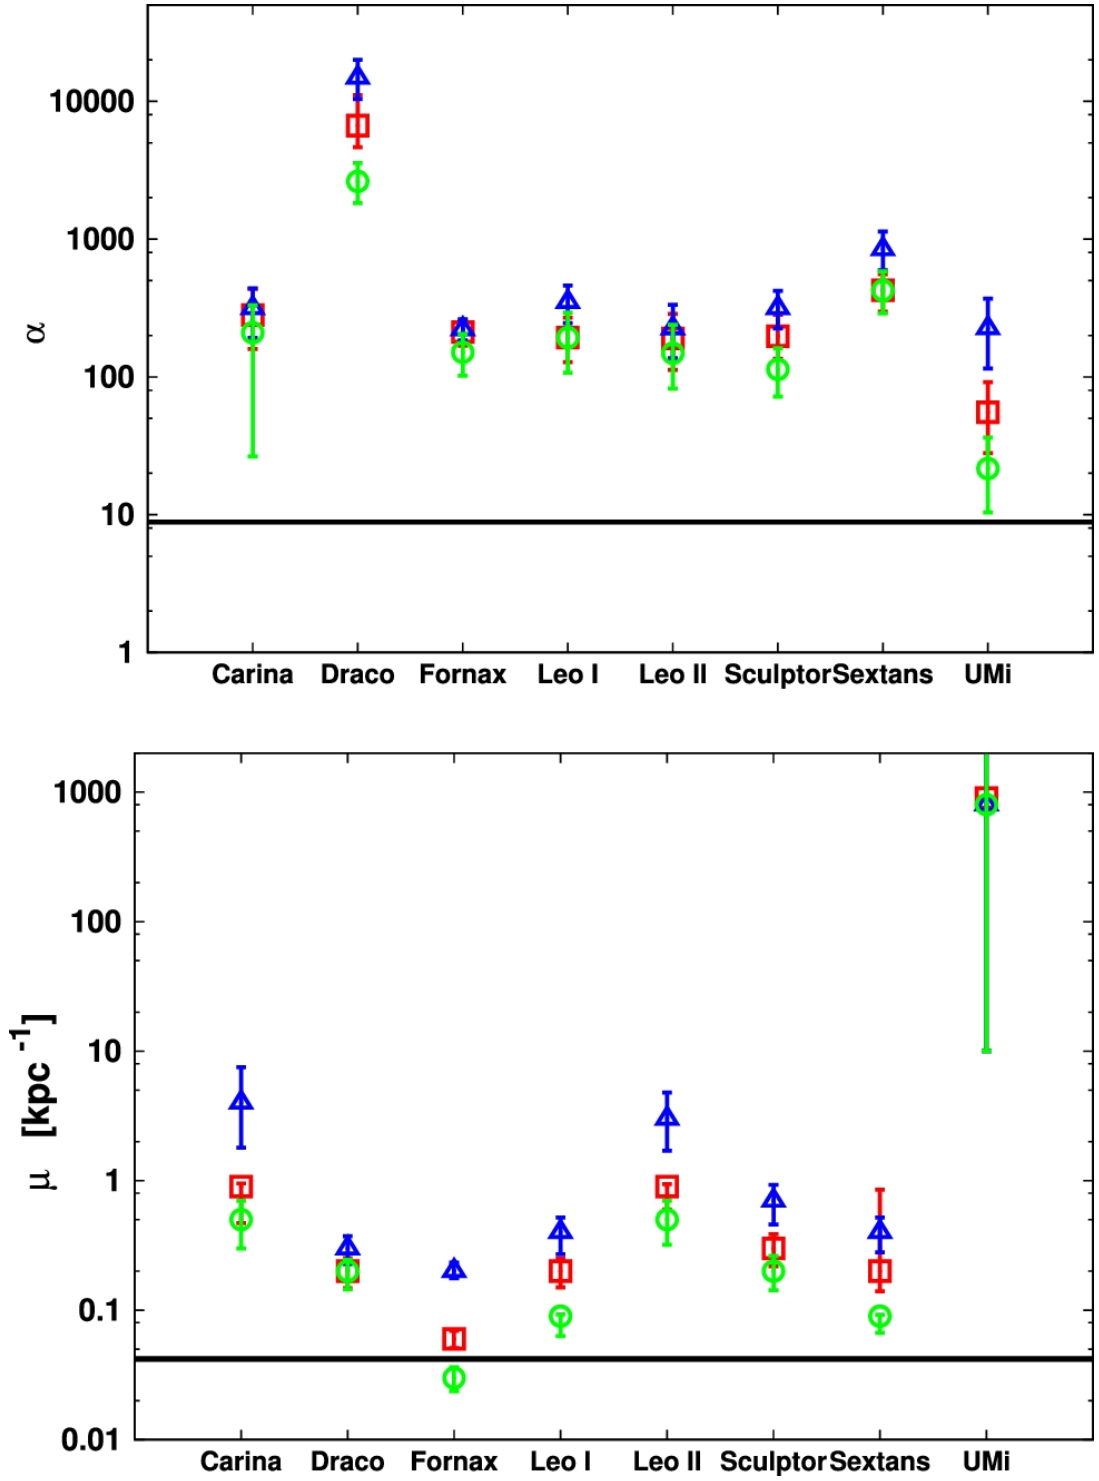 10000
1000
α
100
10
1
Carina Draco Fornax Leo I Leo II Sculptor Sextans UMi
1000
100
μ [kpc⁻¹]
10
1
0.1
0.01
Carina Draco Fornax Leo I Leo II Sculptor Sextans UMi